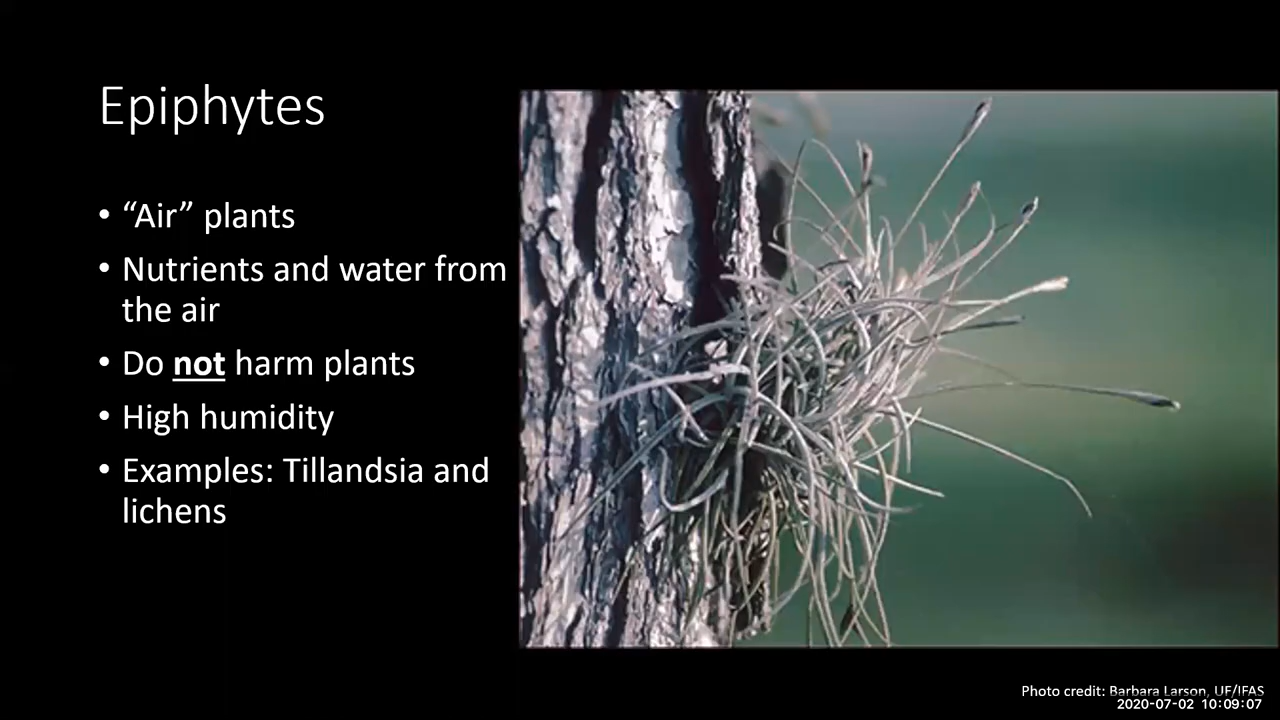 Epiphytes
• “Air” plants
• Nutrients and water from
the air
• Do not harm plants
• High humidity
• Examples: Tillandsia and
lichens
Photo credit: Barbara Larson, UF/IFAS
2020-07-02 10:09:07